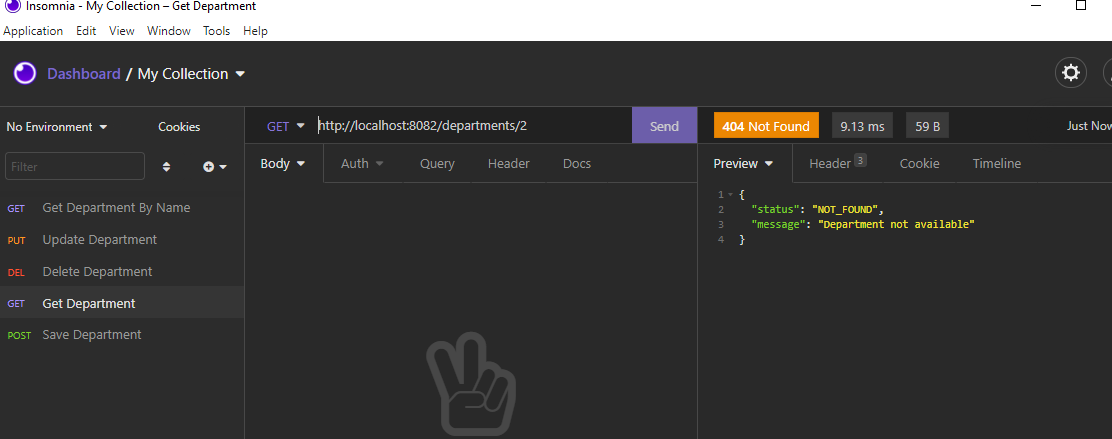 Insomnia - My Collection – Get Department
Application Edit View Window Tools Help
Dashboard / My Collection
No Environment Cookies
GET http://localhost:8082/departments/2 Send
404 Not Found 9.13 ms 59 B Just Now
Filter
Body Auth Query Header Docs
Preview Header 3 Cookie Timeline
GET Get Department By Name
PUT Update Department
DEL Delete Department
GET Get Department
POST Save Department
1 {
2 "status": "NOT_FOUND",
3 "message": "Department not available"
4 }